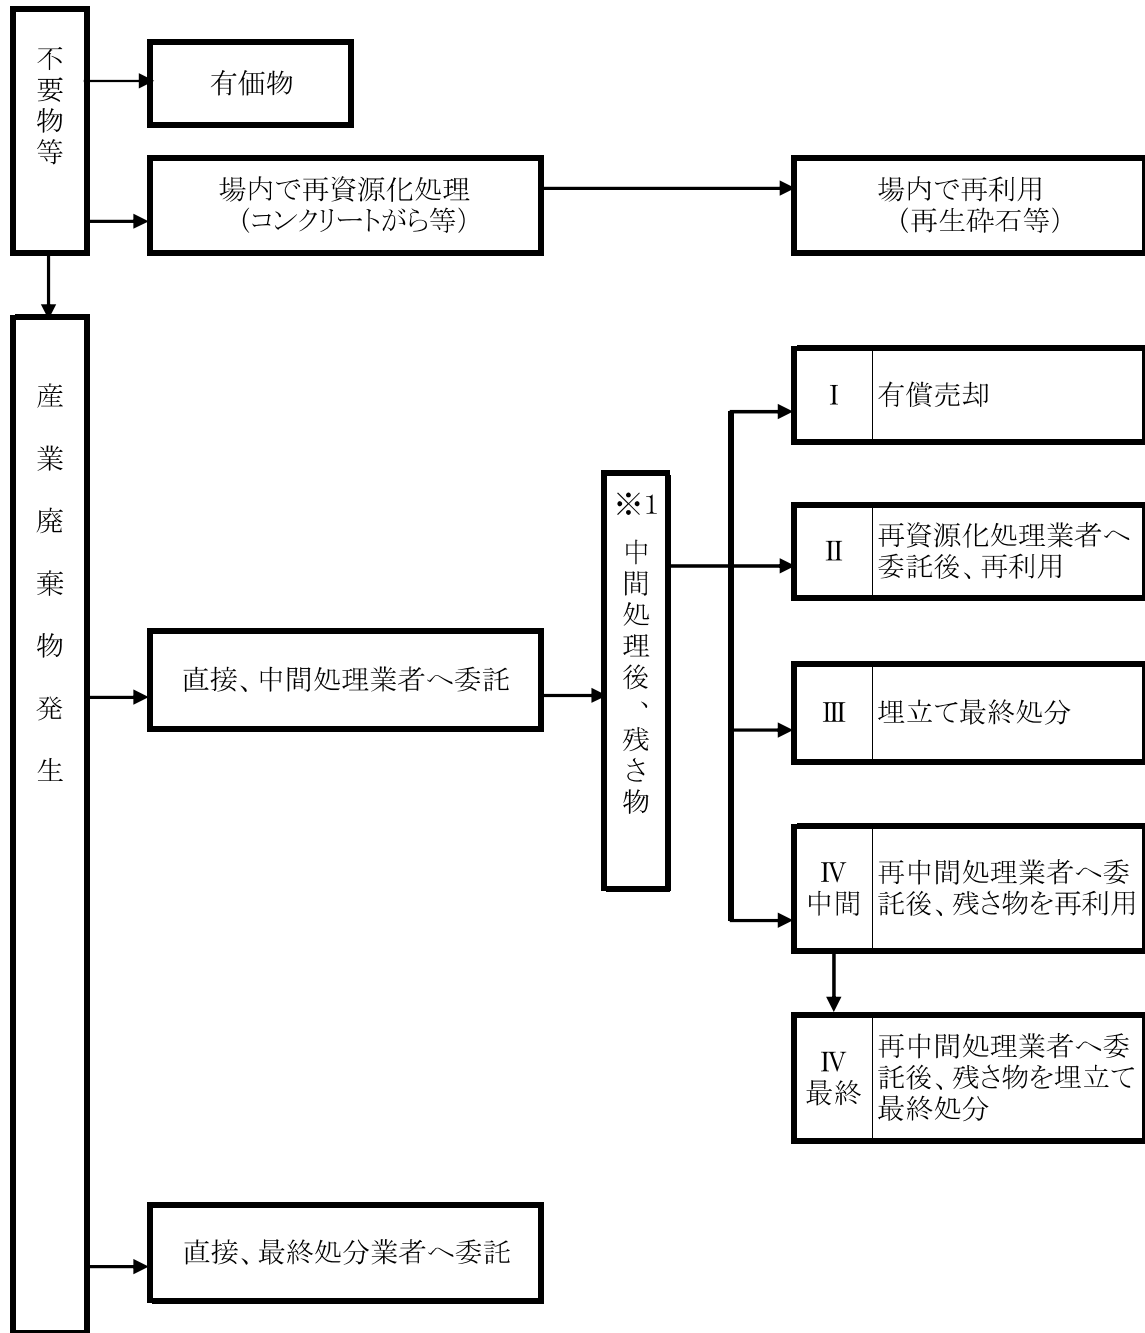 不要物等
有価物
場内で再資源化処理
（コンクリートがら等）
場内で再利用
（再生砕石等）
産業廃棄物発生
直接、中間処理業者へ委託
※1
中間処理後、残さ物
Ⅰ
有償売却
Ⅱ
再資源化処理業者へ
委託後、再利用
Ⅲ
埋立て最終処分
Ⅳ
中間
再中間処理業者へ委
託後、残さ物を再利用
Ⅳ
最終
再中間処理業者へ委
託後、残さ物を埋立て
最終処分
直接、最終処分業者へ委託